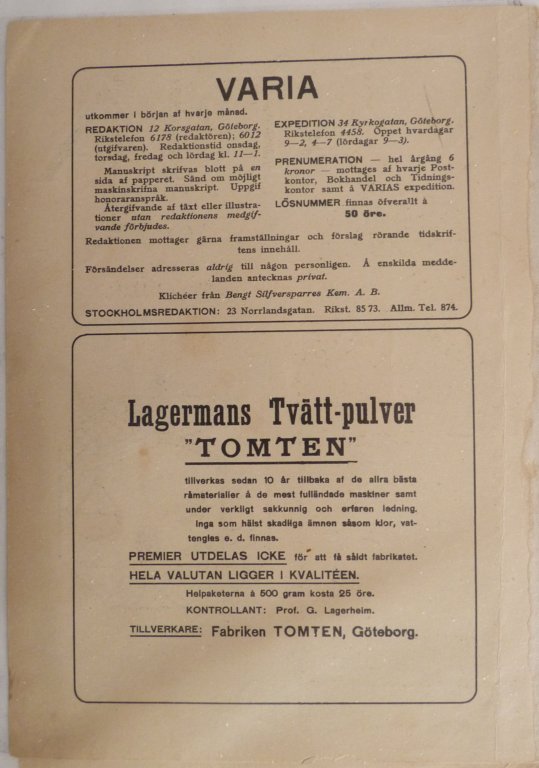 VARIA
utkommer i början af hvarje månad.
REDAKTION 12 Korsgatan, Göteborg.
Rikstelefon 6178 (redaktören); 6012
(utgifvaren). Redaktionstid onsdag,
torsdag, fredag och lördag kl. 11—1.
Manuskript skrifvas blott på en
sida af papperet. Sänd om möjligt
maskinskrifna manuskript. Uppgif
honoraranspråk.
Återgifvande af täxt eller illustra-
tioner utan redaktionens medgif-
vande förbjudes.
EXPEDITION 34 Kyrkogatan, Göteborg.
Rikstelefon 4458. Öppet hvardagar
9—2, 4—7 (lördagar 9—3).
PRENUMERATION — hel årgång 6
kronor — mottages af hvarje Post-
kontor, Bokhandel och Tidnings-
kontor samt å VARIAS expedition.
LÖSNUMMER finnas öfverallt à
50 öre.
Redaktionen mottager gärna framställningar och förslag rörande tidskrif-
tens innehåll.
Försändelser adresseras aldrig till någon personligen. Å enskilda medde-
landen antecknas privat.
Klichéer från Bengt Silfversparres Kem. A. B.
STOCKHOLMSREDAKTION: 23 Norrlandsgatan. Rikst. 85 73. Allm. Tel. 874.
Lagermans Tvätt-pulver
"TOMTEN"
tillverkas sedan 10 år tillbaka af de allra bästa
råmaterialier å de mest fulländade maskiner samt
under verkligt sakkunnig och erfaren ledning.
Inga som hälst skadliga ämnen såsom klor, vat-
tenglas e. d. finnas.
PREMIER UTDELAS ICKE för att få såldt fabrikatet.
HELA VALUTAN LIGGER I KVALITÉEN.
Helpaketerna à 500 gram kosta 25 öre.
KONTROLLANT: Prof. G. Lagerheim.
TILLVERKARE: Fabriken TOMTEN, Göteborg.